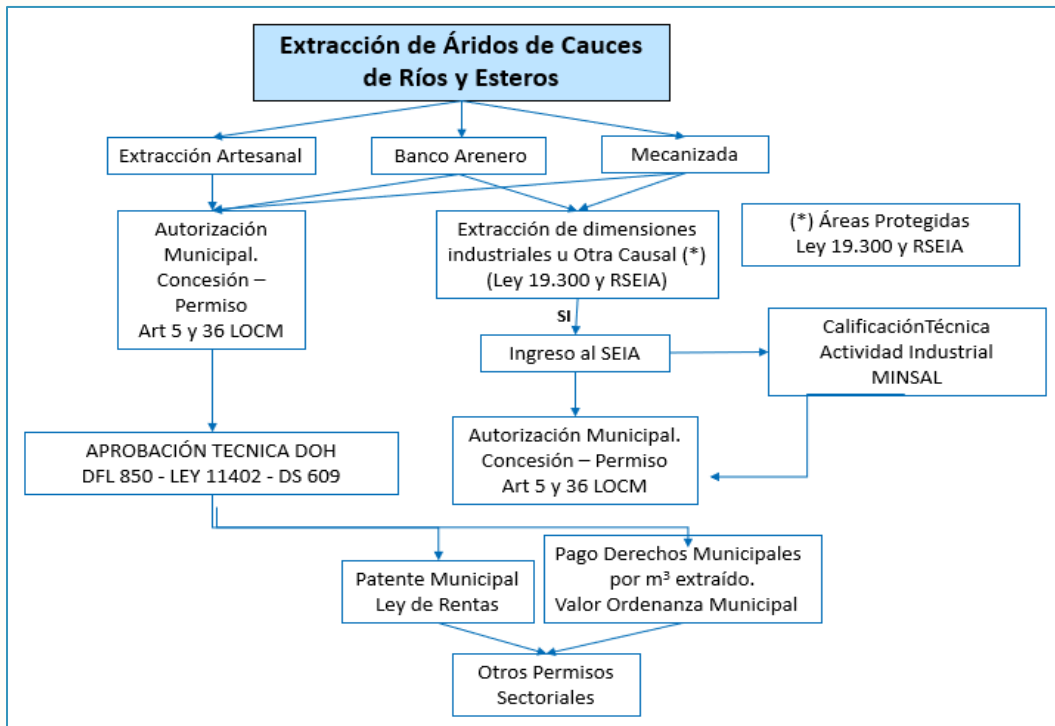 Extracción de Áridos de Cauces
de Ríos y Esteros
Extracción Artesanal
Banco Arenero
Mecanizada
Autorización
Municipal.
Concesión –
Permiso
Art 5 y 36 LOCM
Extracción de dimensiones
industriales u Otra Causal (*)
(Ley 19.300 y RSEIA)
(*) Áreas Protegidas
Ley 19.300 y RSEIA
SI
Ingreso al SEIA
CalificaciónTécnica
Actividad Industrial
MINSAL
Autorización Municipal.
Concesión – Permiso
Art 5 y 36 LOCM
APROBACIÓN TECNICA DOH
DFL 850 - LEY 11402 - DS 609
Patente Municipal
Ley de Rentas
Pago Derechos Municipales
por m³ extraído.
Valor Ordenanza Municipal
Otros Permisos
Sectoriales